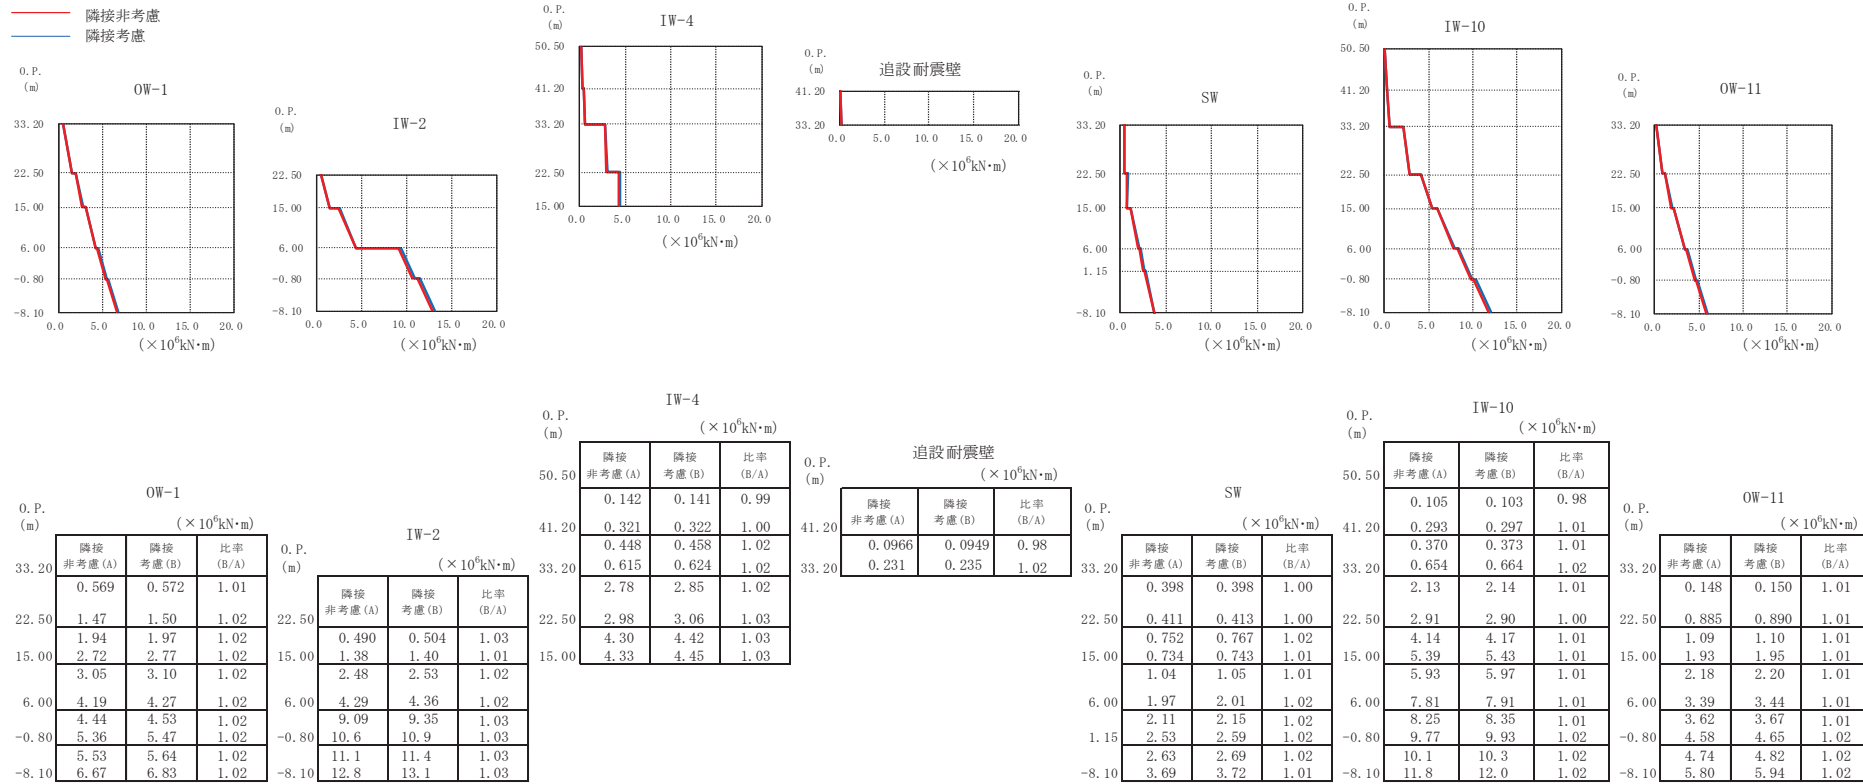 隣接非考慮
隣接考慮
OW-1
O.P.
(m)
33.20
22.50
15.00
6.00
-0.80
-8.10
0.0 5.0 10.0 15.0 20.0
(×10⁶kN・m)
IW-2
O.P.
(m)
22.50
15.00
6.00
-0.80
-8.10
0.0 5.0 10.0 15.0 20.0
(×10⁶kN・m)
IW-4
O.P.
(m)
50.50
41.20
33.20
22.50
15.00
0.0 5.0 10.0 15.0 20.0
(×10⁶kN・m)
追設耐震壁
O.P.
(m)
41.20
33.20
0.0 5.0 10.0 15.0 20.0
(×10⁶kN・m)
SW
O.P.
(m)
33.20
22.50
15.00
6.00
1.15
-8.10
0.0 5.0 10.0 15.0 20.0
(×10⁶kN・m)
IW-10
O.P.
(m)
50.50
41.20
33.20
22.50
15.00
6.00
-0.80
-8.10
0.0 5.0 10.0 15.0 20.0
(×10⁶kN・m)
OW-11
O.P.
(m)
33.20
22.50
15.00
6.00
-0.80
-8.10
0.0 5.0 10.0 15.0 20.0
(×10⁶kN・m)
OW-1
O.P.
(m)
(×10⁶kN・m)
隣接 隣接 比率
33.20 非考慮(A) 考慮(B) (B/A)
0.569 0.572 1.01
22.50 1.47 1.50 1.02
1.94 1.97 1.02
15.00 2.72 2.77 1.02
3.05 3.10 1.02
6.00 4.19 4.27 1.02
4.44 4.53 1.02
-0.80 5.36 5.47 1.02
5.53 5.64 1.02
-8.10 6.67 6.83 1.02
IW-2
O.P.
(m)
(×10⁶kN・m)
隣接 隣接 比率
22.50 非考慮(A) 考慮(B) (B/A)
0.490 0.504 1.03
15.00 1.38 1.40 1.01
2.48 2.53 1.02
6.00 4.29 4.36 1.02
9.09 9.35 1.03
-0.80 10.6 10.9 1.03
11.1 11.4 1.03
-8.10 12.8 13.1 1.03
IW-4
O.P.
(m)
(×10⁶kN・m)
隣接 隣接 比率
50.50 非考慮(A) 考慮(B) (B/A)
0.142 0.141 0.99
41.20 0.321 0.322 1.00
0.448 0.458 1.02
33.20 0.615 0.624 1.02
2.78 2.85 1.02
22.50 2.98 3.06 1.03
4.30 4.42 1.03
15.00 4.33 4.45 1.03
追設耐震壁
O.P.
(m)
(×10⁶kN・m)
隣接 隣接 比率
41.20 非考慮(A) 考慮(B) (B/A)
0.0966 0.0949 0.98
33.20 0.231 0.235 1.02
SW
O.P.
(m)
(×10⁶kN・m)
隣接 隣接 比率
33.20 非考慮(A) 考慮(B) (B/A)
0.398 0.398 1.00
22.50 0.411 0.413 1.00
0.752 0.767 1.02
15.00 0.734 0.743 1.01
1.04 1.05 1.01
6.00 1.97 2.01 1.02
2.11 2.15 1.02
1.15 2.53 2.59 1.02
2.63 2.69 1.02
-8.10 3.69 3.72 1.01
IW-10
O.P.
(m)
(×10⁶kN・m)
隣接 隣接 比率
50.50 非考慮(A) 考慮(B) (B/A)
0.105 0.103 0.98
41.20 0.293 0.297 1.01
0.370 0.373 1.01
33.20 0.654 0.664 1.02
2.13 2.14 1.01
22.50 2.91 2.90 1.00
4.14 4.17 1.01
15.00 5.39 5.43 1.01
5.93 5.97 1.01
6.00 7.81 7.91 1.01
8.25 8.35 1.01
-0.80 9.77 9.93 1.02
10.1 10.3 1.02
-8.10 11.8 12.0 1.02
OW-11
O.P.
(m)
(×10⁶kN・m)
隣接 隣接 比率
33.20 非考慮(A) 考慮(B) (B/A)
0.148 0.150 1.01
22.50 0.885 0.890 1.01
1.09 1.10 1.01
15.00 1.93 1.95 1.01
2.18 2.20 1.01
6.00 3.39 3.44 1.01
3.62 3.67 1.01
-0.80 4.58 4.65 1.02
4.74 4.82 1.02
-8.10 5.80 5.94 1.02